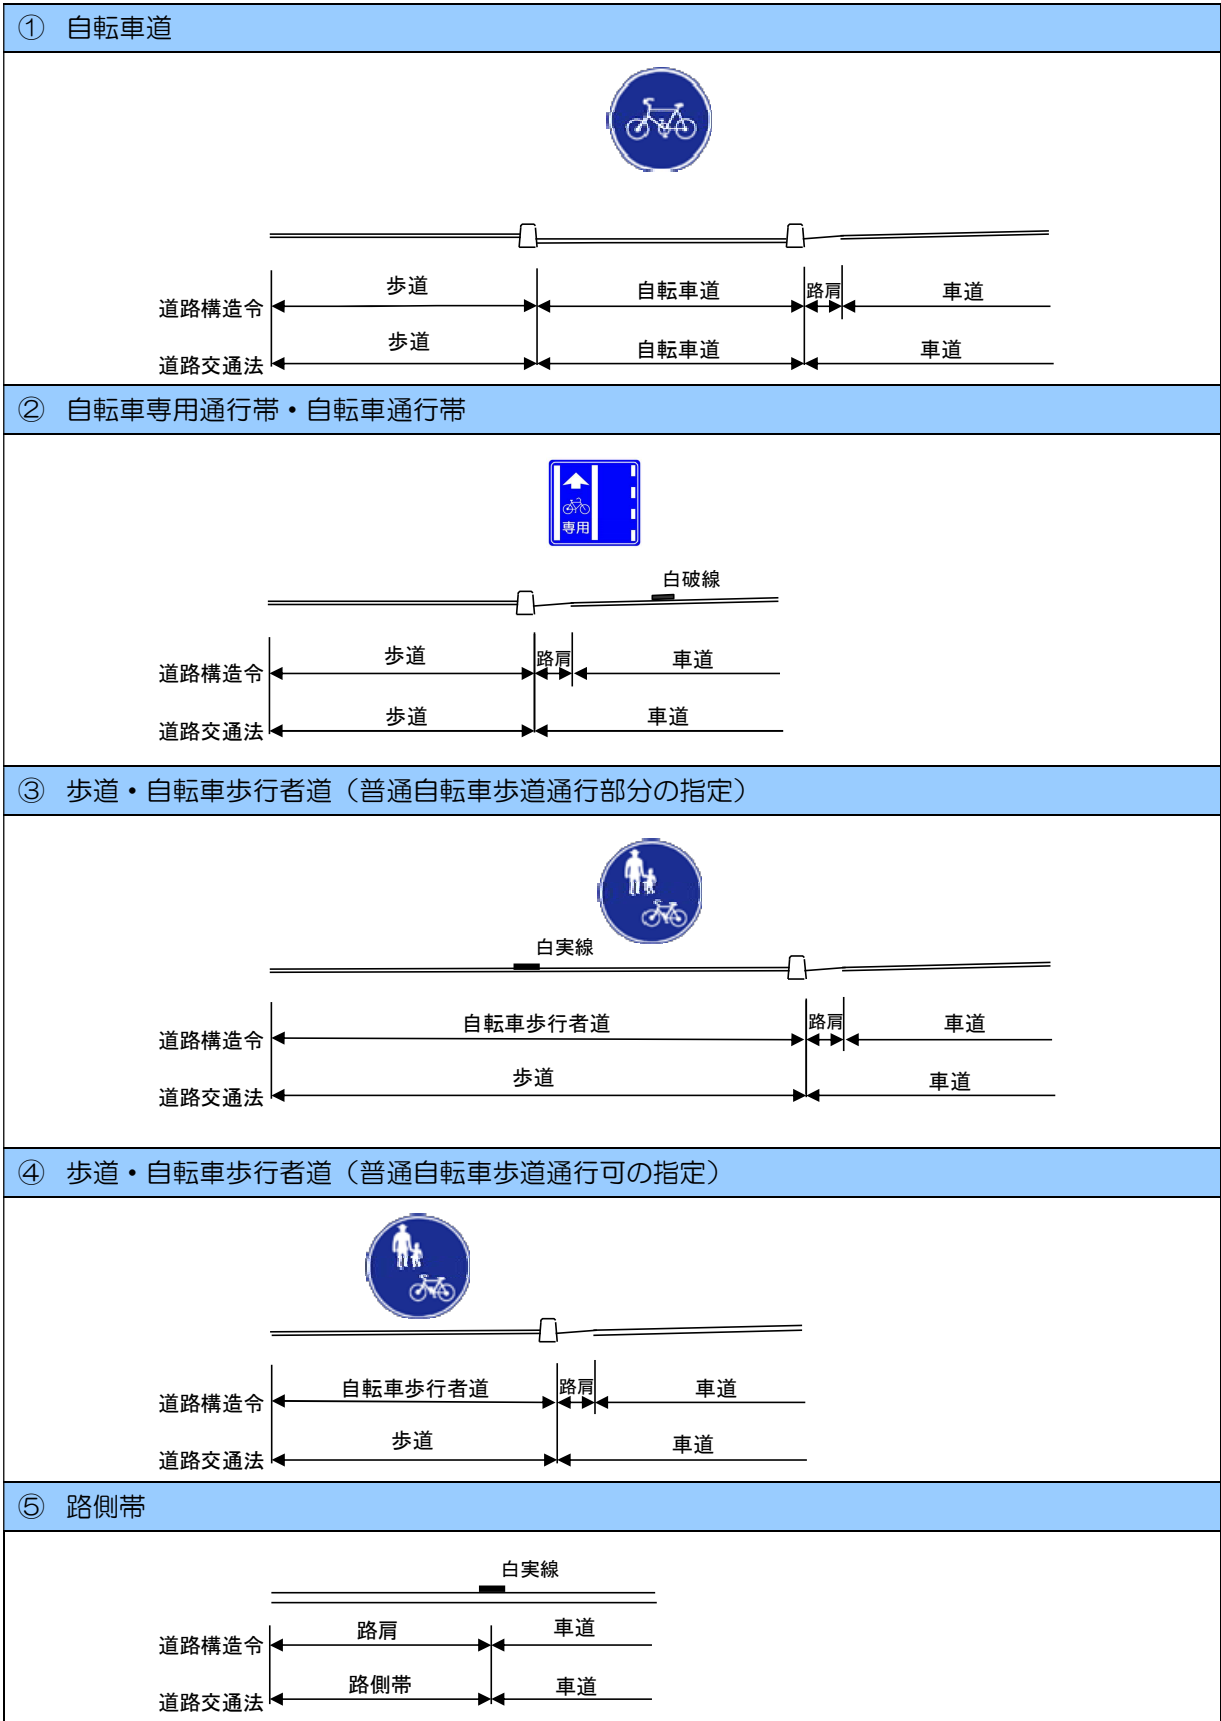 ① 自転車道
歩道 自転車道 路肩 車道
道路構造令
歩道 自転車道 車道
道路交通法
② 自転車専用通行帯・自転車通行帯
専用
白破線
歩道 路肩 車道
道路構造令
歩道 車道
道路交通法
③ 歩道・自転車歩行者道（普通自転車歩道通行部分の指定）
白実線
自転車歩行者道 路肩 車道
道路構造令
歩道 車道
道路交通法
④ 歩道・自転車歩行者道（普通自転車歩道通行可の指定）
自転車歩行者道 路肩 車道
道路構造令
歩道 車道
道路交通法
⑤ 路側帯
白実線
路肩 車道
道路構造令
路側帯 車道
道路交通法